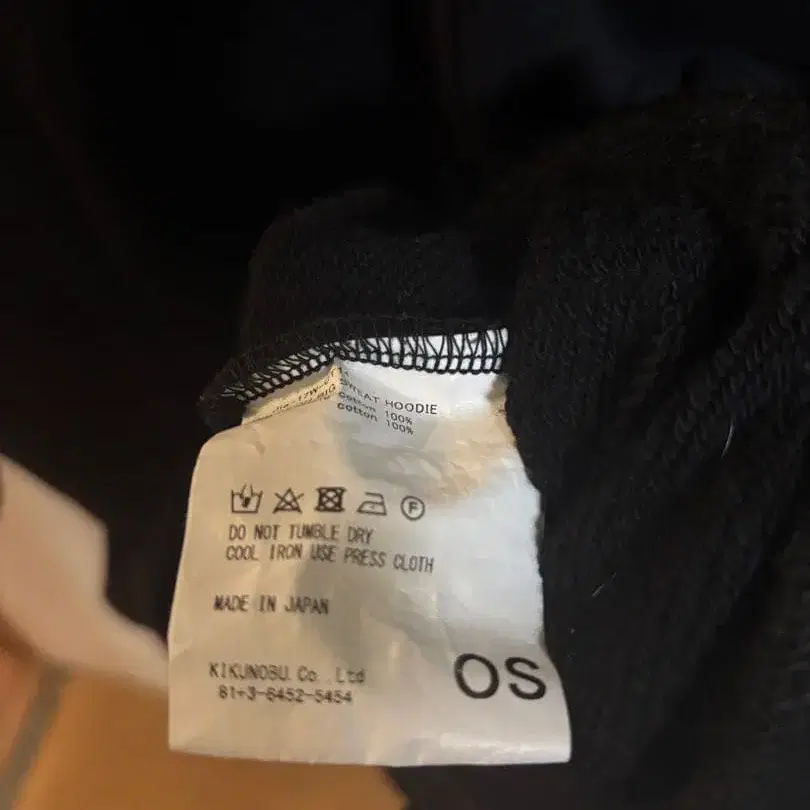 SWEAT HOODIE
cotton 100%
cotton 100%
F
DO NOT TUMBLE DRY
COOL IRON USE PRESS CLOTH
MADE IN JAPAN
KIKUNOBU.Co.,Ltd
81+3-6452-5454
OS